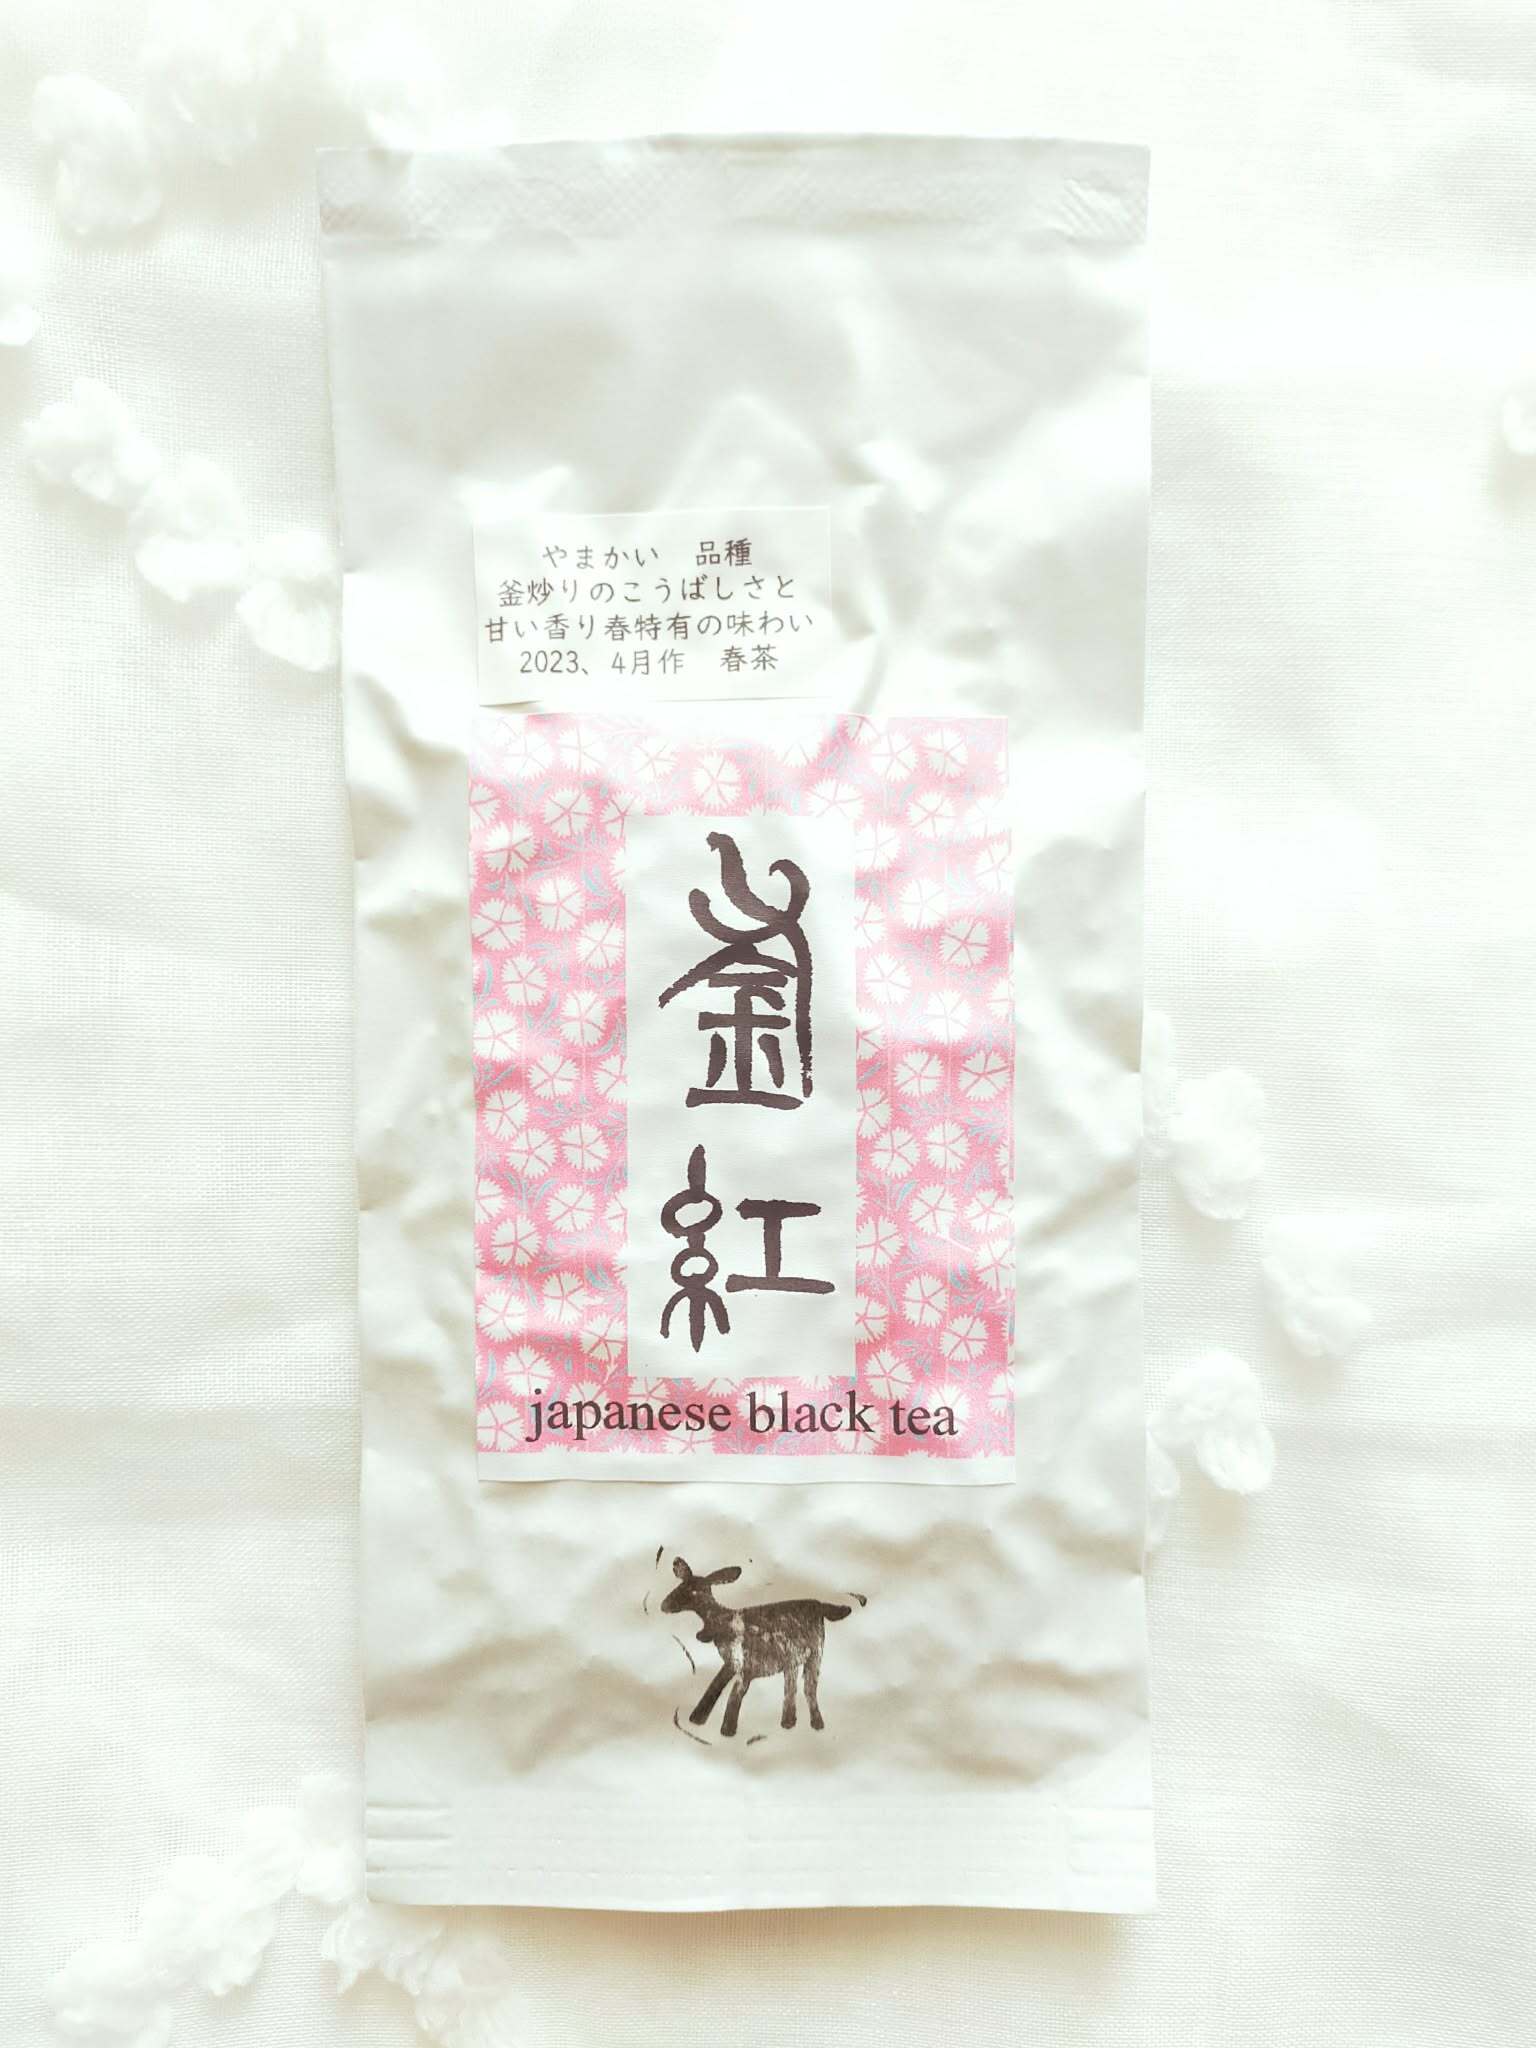 やまかい　品種
釜炒りのこうばしさと
甘い香り春特有の味わい
2023、4月作　春茶
釜紅
japanese black tea